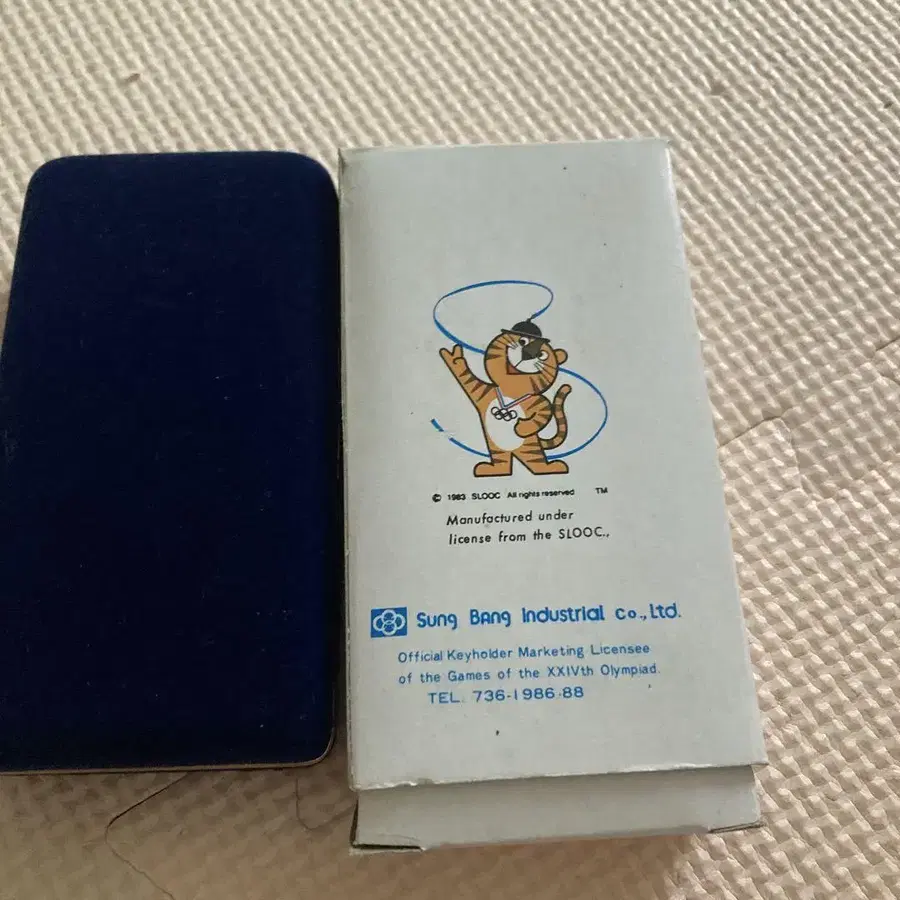 © 1983 SLOOC All rights reserved TM
Manufactured under
license from the SLOOC.,
Sung Bang Industrial Co., Ltd.
Official Keyholder Marketing Licensee
of the Games of the XXIVth Olympiad.
TEL. 736-1986·88